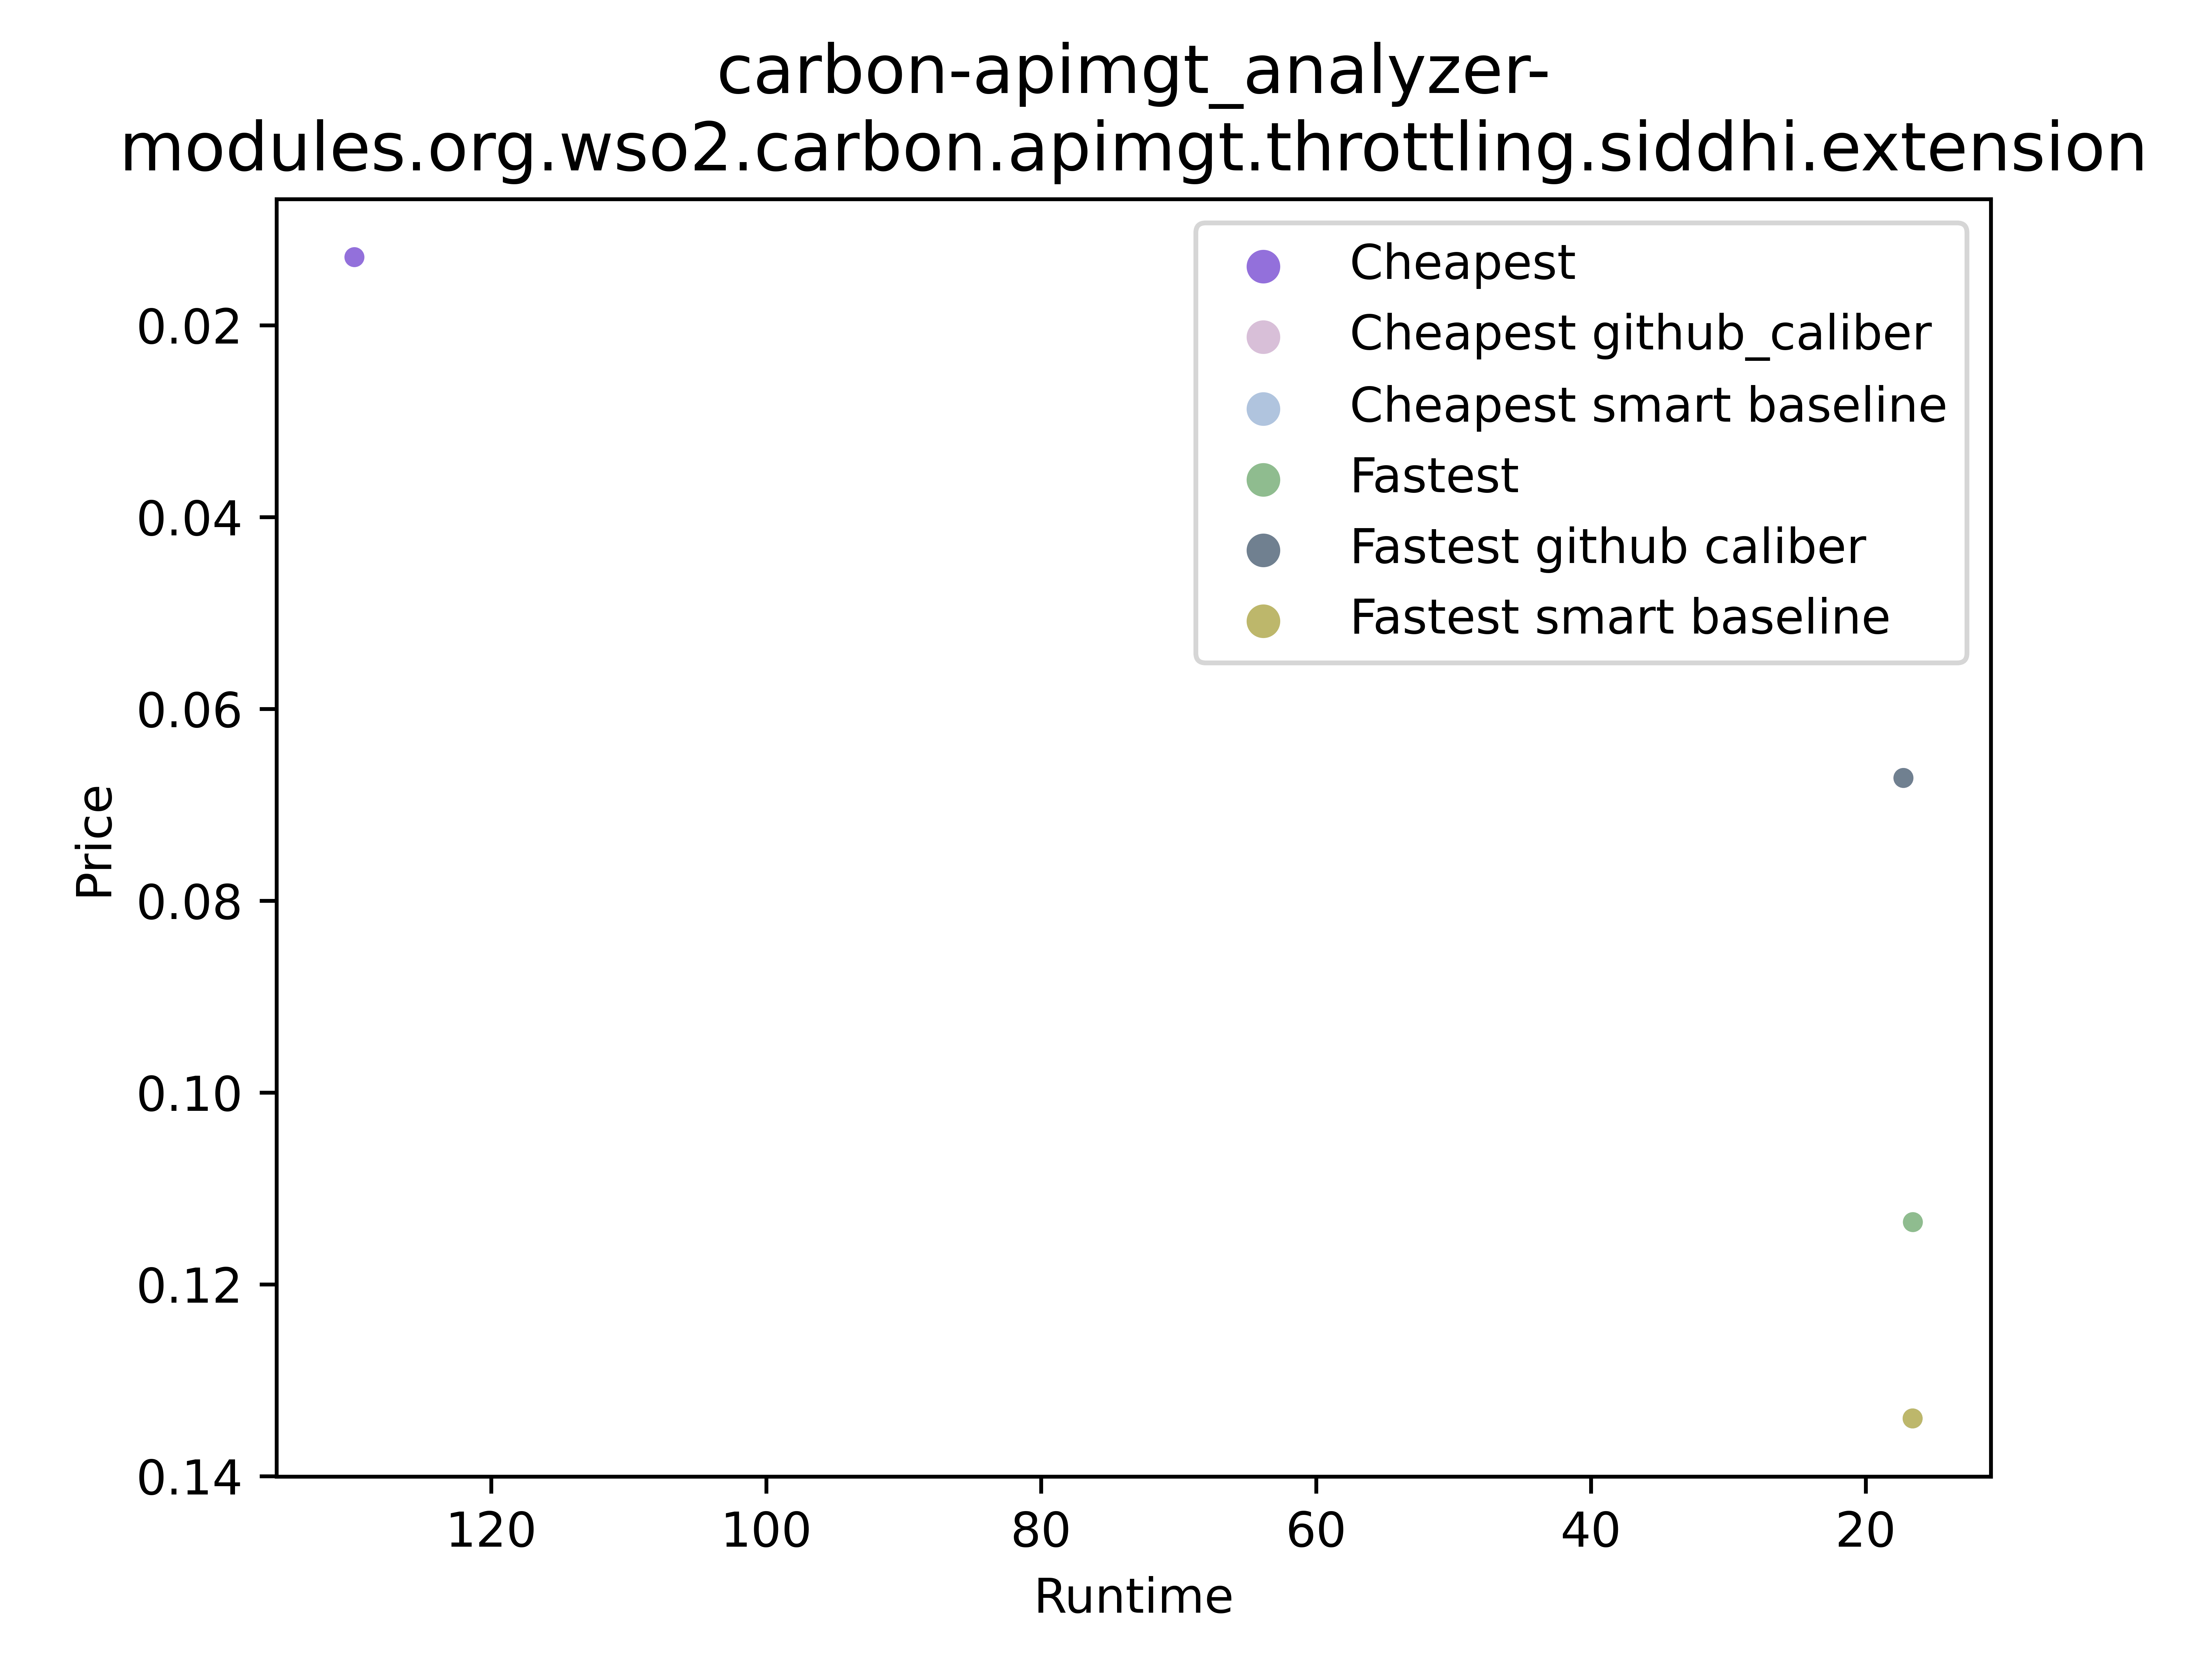 carbon-apimgt_analyzer-
modules.org.wso2.carbon.apimgt.throttling.siddhi.extension
Cheapest
Cheapest github_caliber
Cheapest smart baseline
Fastest
Fastest github caliber
Fastest smart baseline
0.02
0.04
0.06
0.08
0.10
0.12
0.14
Price
120 100 80 60 40 20
Runtime